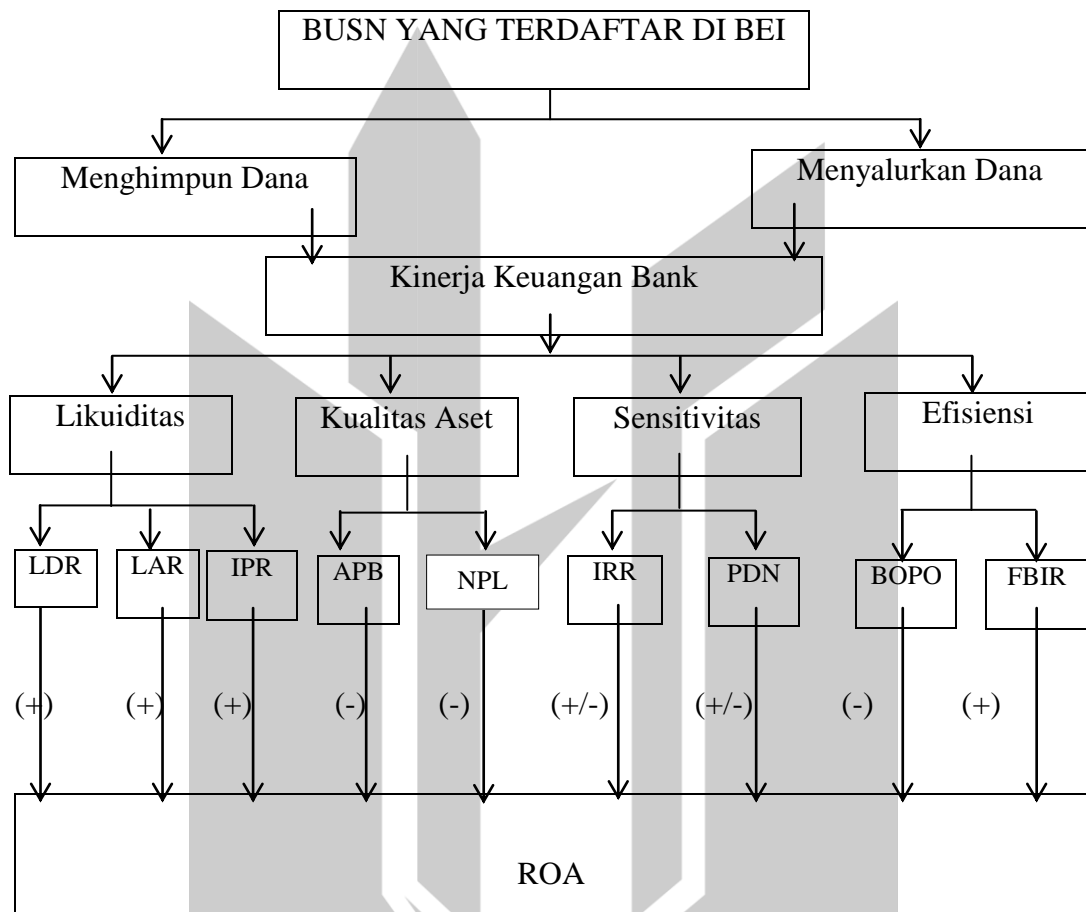 BUSN YANG TERDAFTAR DI BEI
Menghimpun Dana
Menyalurkan Dana
Kinerja Keuangan Bank
Likuiditas
Kualitas Aset
Sensitivitas
Efisiensi
LDR
LAR
IPR
APB
NPL
IRR
PDN
BOPO
FBIR
(+)
(+)
(+)
(-)
(-)
(+/-)
(+/-)
(-)
(+)
ROA